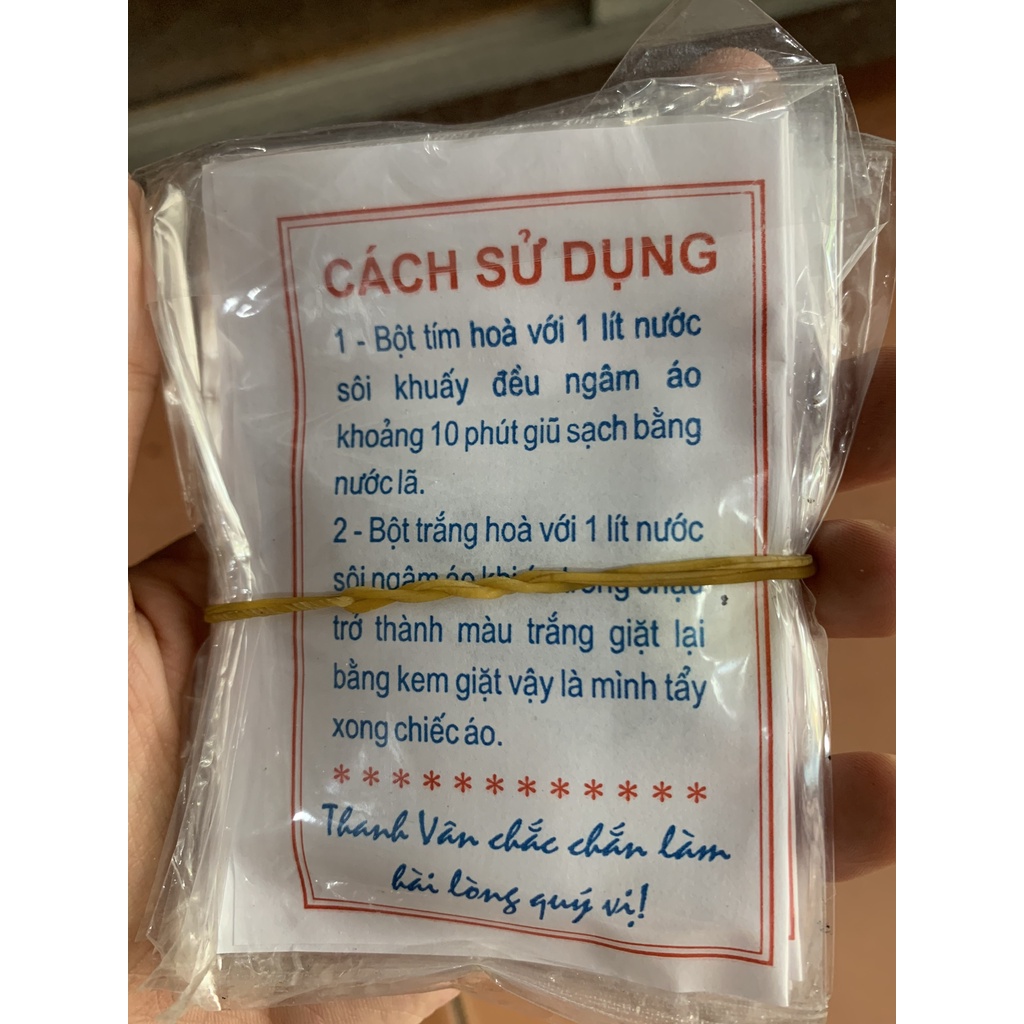 CÁCH SỬ DỤNG
1 - Bột tím hoà với 1 lít nước
sôi khuấy đều ngâm áo
khoảng 10 phút giũ sạch bằng
nước lã.
2 - Bột trắng hoà với 1 lít nước
sôi ngâm áo khi trong
trở thành màu trắng giặt lại
bằng kem giặt vậy là mình tẩy
xong chiếc áo.
************
Thanh Vân chắc chắn làm
hài lòng quý vị!